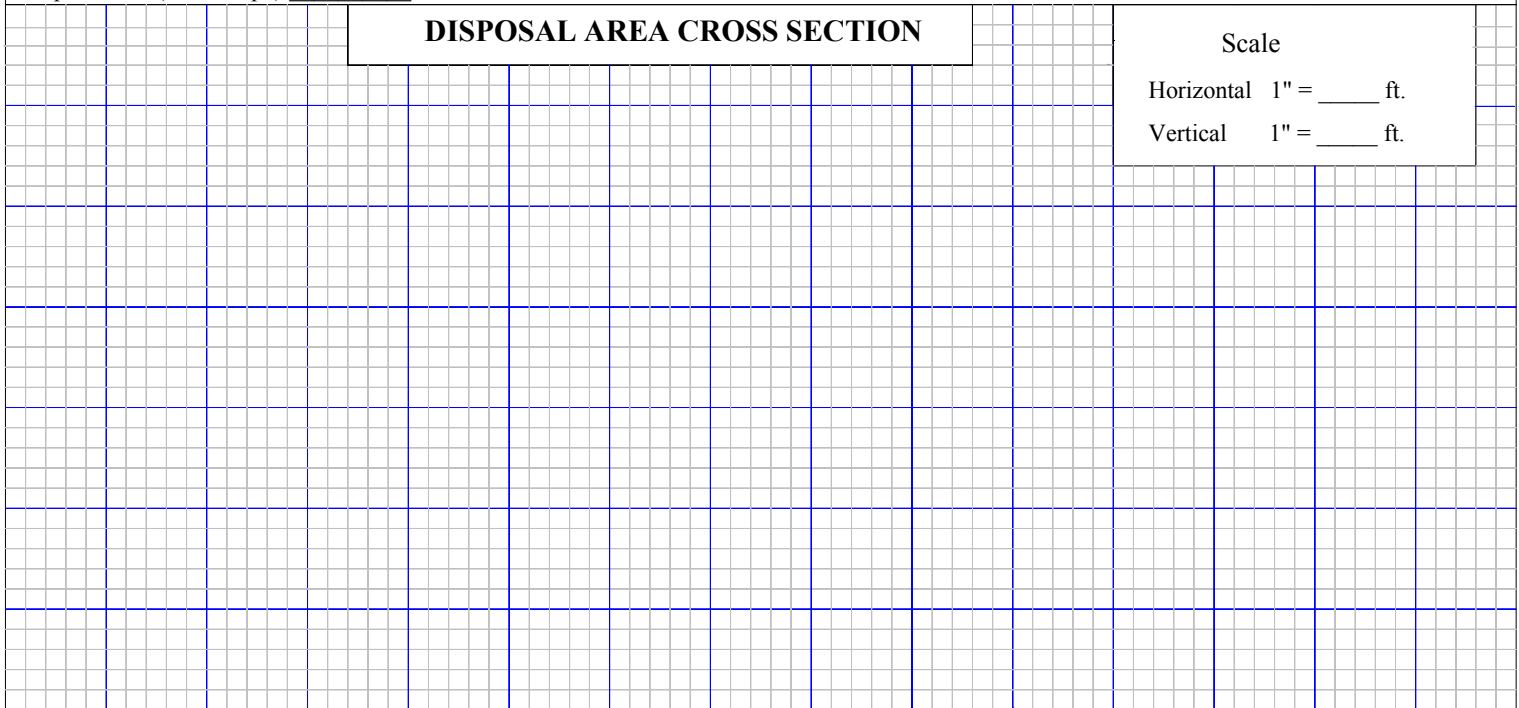 DISPOSAL AREA CROSS SECTION
Scale
Horizontal 1" = _____ ft.
Vertical 1" = _____ ft.